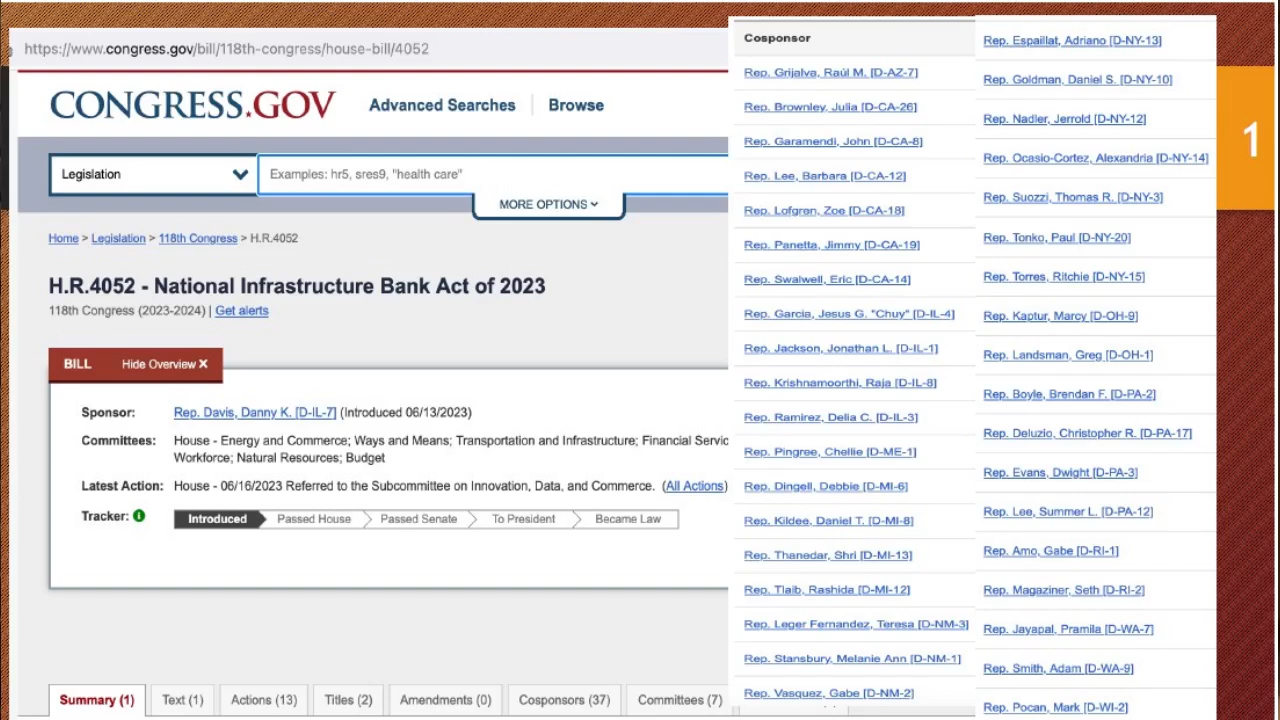 https://www.congress.gov/bill/118th-congress/house-bill/4052
CONGRESS.GOV Advanced Searches Browse
Legislation Examples: hr5, sres9, "health care"
MORE OPTIONS
Home > Legislation > 118th Congress > H.R.4052
H.R.4052 - National Infrastructure Bank Act of 2023
118th Congress (2023-2024) | Get alerts
BILL Hide Overview X
Sponsor: Rep. Davis, Danny K. [D-IL-7] (Introduced 06/13/2023)
Committees: House - Energy and Commerce; Ways and Means; Transportation and Infrastructure; Financial Servic
Workforce; Natural Resources; Budget
Latest Action: House - 06/16/2023 Referred to the Subcommittee on Innovation, Data, and Commerce. (All Actions)
Tracker: Introduced Passed House Passed Senate To President Became Law
Summary (1) Text (1) Actions (13) Titles (2) Amendments (0) Cosponsors (37) Committees (7)
Cosponsor
Rep. Grijalva, Raúl M. [D-AZ-7]
Rep. Brownley, Julia [D-CA-26]
Rep. Garamendi, John [D-CA-8]
Rep. Lee, Barbara [D-CA-12]
Rep. Lofgren, Zoe [D-CA-18]
Rep. Panetta, Jimmy [D-CA-19]
Rep. Swalwell, Eric [D-CA-14]
Rep. Garcia, Jesus G. "Chuy" [D-IL-4]
Rep. Jackson, Jonathan L. [D-IL-1]
Rep. Krishnamoorthi, Raja [D-IL-8]
Rep. Ramirez, Delia C. [D-IL-3]
Rep. Pingree, Chellie [D-ME-1]
Rep. Dingell, Debbie [D-MI-6]
Rep. Kildee, Daniel T. [D-MI-8]
Rep. Thanedar, Shri [D-MI-13]
Rep. Tlaib, Rashida [D-MI-12]
Rep. Leger Fernandez, Teresa [D-NM-3]
Rep. Stansbury, Melanie Ann [D-NM-1]
Rep. Vasquez, Gabe [D-NM-2]
Rep. Espaillat, Adriano [D-NY-13]
Rep. Goldman, Daniel S. [D-NY-10]
Rep. Nadler, Jerrold [D-NY-12]
Rep. Ocasio-Cortez, Alexandria [D-NY-14]
Rep. Suozzi, Thomas R. [D-NY-3]
Rep. Tonko, Paul [D-NY-20]
Rep. Torres, Ritchie [D-NY-15]
Rep. Kaptur, Marcy [D-OH-9]
Rep. Landsman, Greg [D-OH-1]
Rep. Boyle, Brendan F. [D-PA-2]
Rep. Deluzio, Christopher R. [D-PA-17]
Rep. Evans, Dwight [D-PA-3]
Rep. Lee, Summer L. [D-PA-12]
Rep. Amo, Gabe [D-RI-1]
Rep. Magaziner, Seth [D-RI-2]
Rep. Jayapal, Pramila [D-WA-7]
Rep. Smith, Adam [D-WA-9]
Rep. Pocan, Mark [D-WI-2]
1